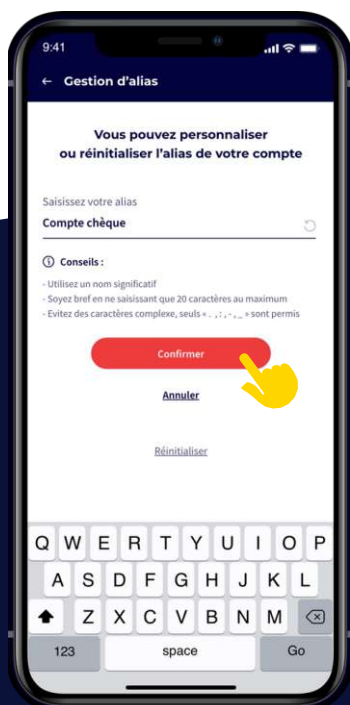 9:41
← Gestion d'alias
Vous pouvez personnaliser
ou réinitialiser l'alias de votre compte
Saisissez votre alias
Compte chèque
Conseils :
- Utilisez un nom significatif
- Soyez bref en ne saisissant que 20 caractères au maximum
- Evitez des caractères complexe, seuls « . , : , - , _ » sont permis
Confirmer
Annuler
Réinitialiser
Q W E R T Y U I O P
A S D F G H J K L
Z X C V B N M
123 space Go